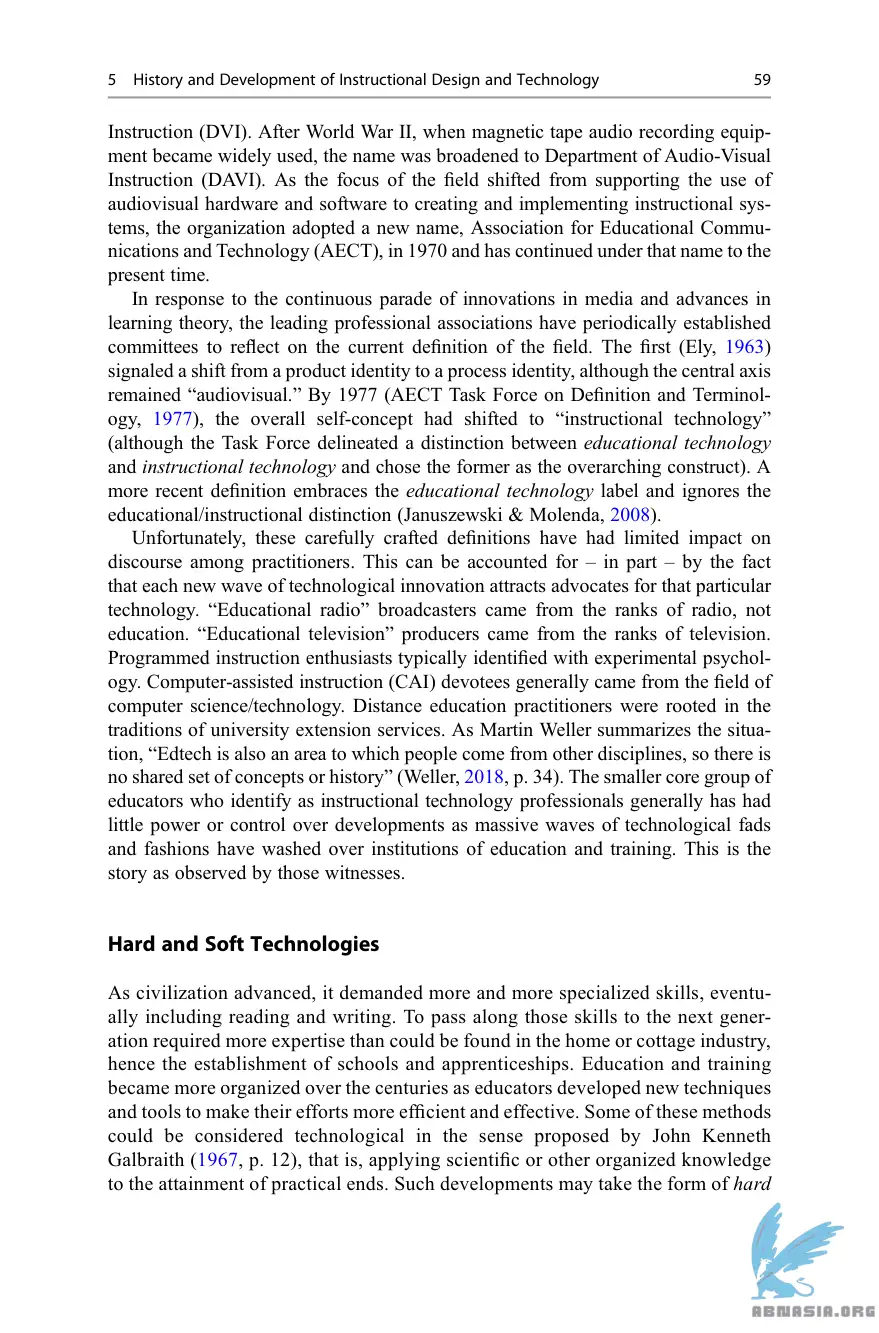 5 History and Development of Instructional Design and Technology 59
Instruction (DVI). After World War II, when magnetic tape audio recording equip-
ment became widely used, the name was broadened to Department of Audio-Visual
Instruction (DAVI). As the focus of the field shifted from supporting the use of
audiovisual hardware and software to creating and implementing instructional sys-
tems, the organization adopted a new name, Association for Educational Commu-
nications and Technology (AECT), in 1970 and has continued under that name to the
present time.
In response to the continuous parade of innovations in media and advances in
learning theory, the leading professional associations have periodically established
committees to reflect on the current definition of the field. The first (Ely, 1963)
signaled a shift from a product identity to a process identity, although the central axis
remained “audiovisual.” By 1977 (AECT Task Force on Definition and Terminol-
ogy, 1977), the overall self-concept had shifted to “instructional technology”
(although the Task Force delineated a distinction between educational technology
and instructional technology and chose the former as the overarching construct). A
more recent definition embraces the educational technology label and ignores the
educational/instructional distinction (Januszewski & Molenda, 2008).
Unfortunately, these carefully crafted definitions have had limited impact on
discourse among practitioners. This can be accounted for – in part – by the fact
that each new wave of technological innovation attracts advocates for that particular
technology. “Educational radio” broadcasters came from the ranks of radio, not
education. “Educational television” producers came from the ranks of television.
Programmed instruction enthusiasts typically identified with experimental psychol-
ogy. Computer-assisted instruction (CAI) devotees generally came from the field of
computer science/technology. Distance education practitioners were rooted in the
traditions of university extension services. As Martin Weller summarizes the situa-
tion, “Edtech is also an area to which people come from other disciplines, so there is
no shared set of concepts or history” (Weller, 2018, p. 34). The smaller core group of
educators who identify as instructional technology professionals generally has had
little power or control over developments as massive waves of technological fads
and fashions have washed over institutions of education and training. This is the
story as observed by those witnesses.
Hard and Soft Technologies
As civilization advanced, it demanded more and more specialized skills, eventu-
ally including reading and writing. To pass along those skills to the next gener-
ation required more expertise than could be found in the home or cottage industry,
hence the establishment of schools and apprenticeships. Education and training
became more organized over the centuries as educators developed new techniques
and tools to make their efforts more efficient and effective. Some of these methods
could be considered technological in the sense proposed by John Kenneth
Galbraith (1967, p. 12), that is, applying scientific or other organized knowledge
to the attainment of practical ends. Such developments may take the form of hard
ABNASIA.ORG